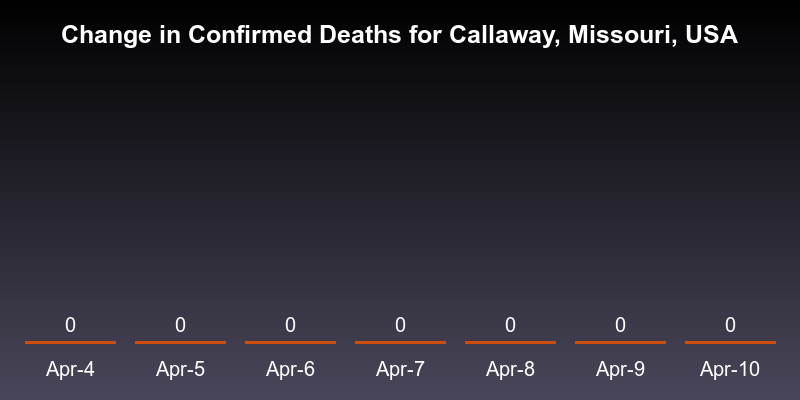 Change in Confirmed Deaths for Callaway, Missouri, USA
0 0 0 0 0 0 0
Apr-4 Apr-5 Apr-6 Apr-7 Apr-8 Apr-9 Apr-10